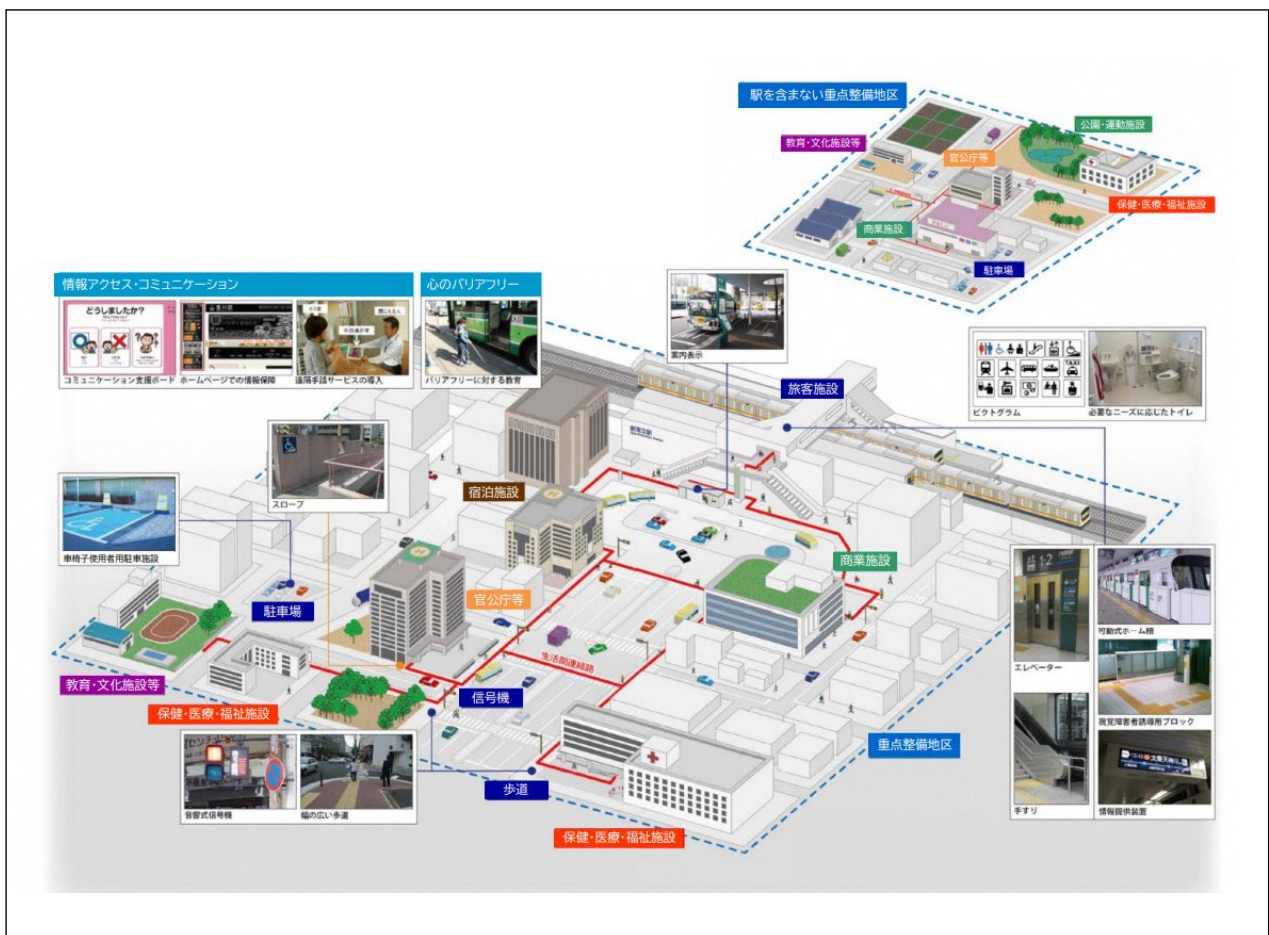 駅を含まない重点整備地区
公園・運動施設
教育・文化施設等
官公庁等
保健・医療・福祉施設
商業施設
駐車場
情報アクセス・コミュニケーション
心のバリアフリー
どうしましたか?
コミュニケーション支援ボード
ホームページでの情報保障
遠隔手話サービスの導入
バリアフリーに対する教育
案内表示
旅客施設
TAXI
ピクトグラム
必要なニーズに応じたトイレ
スロープ
宿泊施設
車椅子使用者用駐車施設
商業施設
官公庁等
駐車場
1・2
エレベーター
可動式ホーム柵
生活関連経路
教育・文化施設等
信号機
保健・医療・福祉施設
重点整備地区
視覚障害者誘導用ブロック
歩道
音響式信号機
幅の広い歩道
手すり
情報提供装置
保健・医療・福祉施設